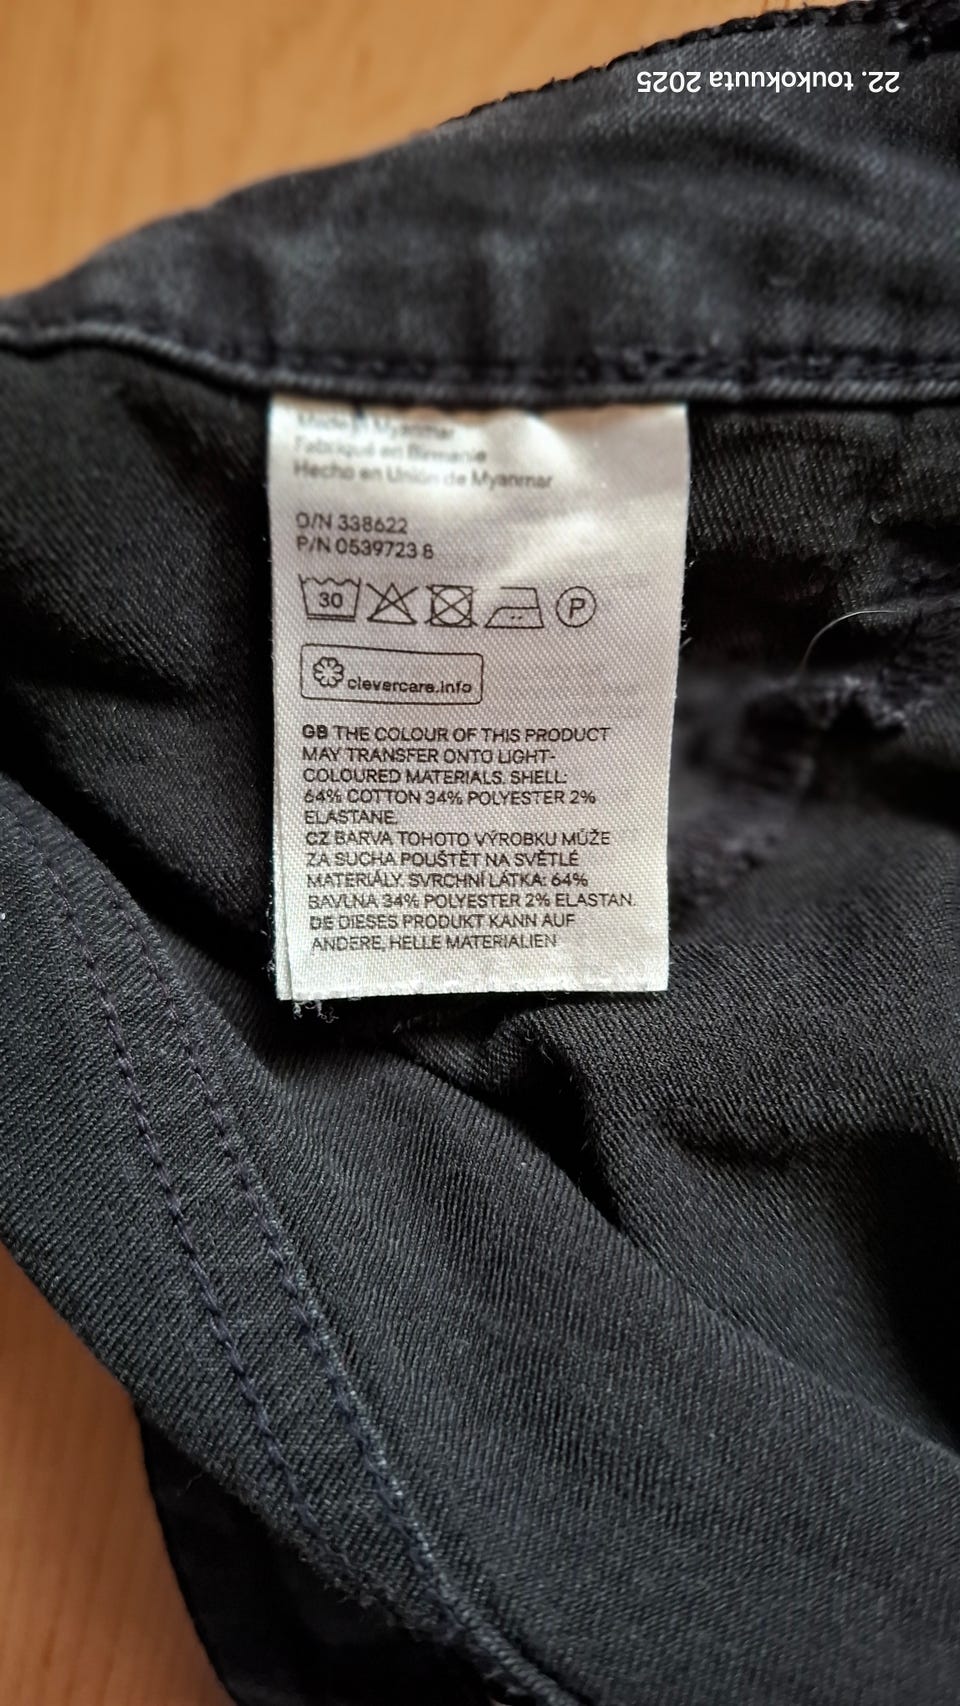 22. toukokuuta 2025
Made in Myanmar
Fabriqué en Birmanie
Hecho en Unión de Myanmar
O/N 338622
P/N 0539723 8
30
P
clevercare.info
GB THE COLOUR OF THIS PRODUCT
MAY TRANSFER ONTO LIGHT-
COLOURED MATERIALS. SHELL:
64% COTTON 34% POLYESTER 2%
ELASTANE.
CZ BARVA TOHOTO VÝROBKU MŮŽE
ZA SUCHA POUŠTĚT NA SVĚTLÉ
MATERIÁLY. SVRCHNÍ LÁTKA: 64%
BAVLNA 34% POLYESTER 2% ELASTAN.
DE DIESES PRODUKT KANN AUF
ANDERE, HELLE MATERIALIEN